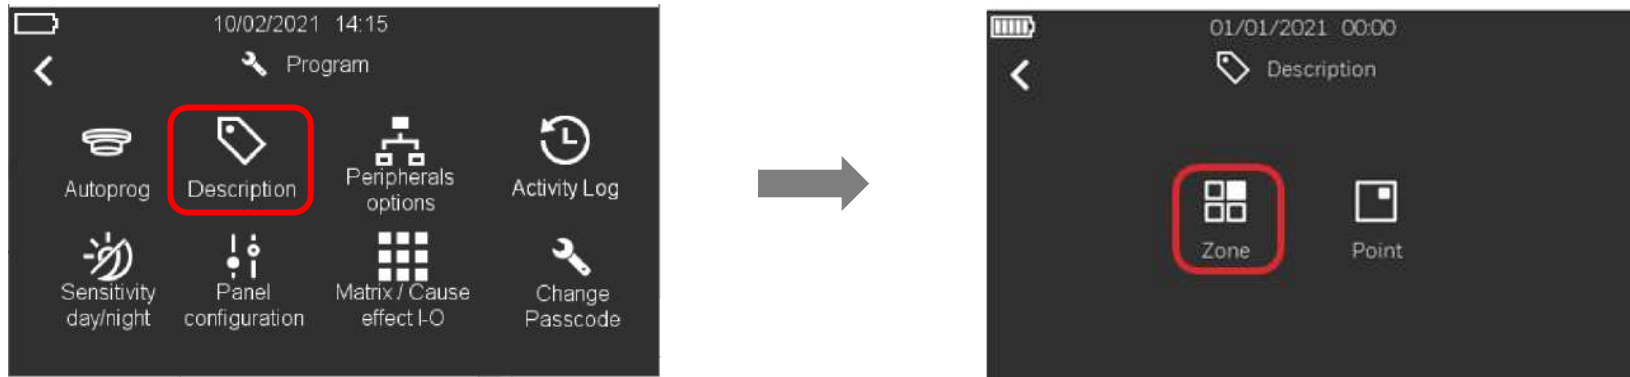 10/02/2021 14:15
Program
Autoprog
Description
Peripherals
options
Activity Log
Sensitivity
day/night
Panel
configuration
Matrix / Cause
effect I-O
Change
Passcode
01/01/2021 00:00
Description
Zone
Point